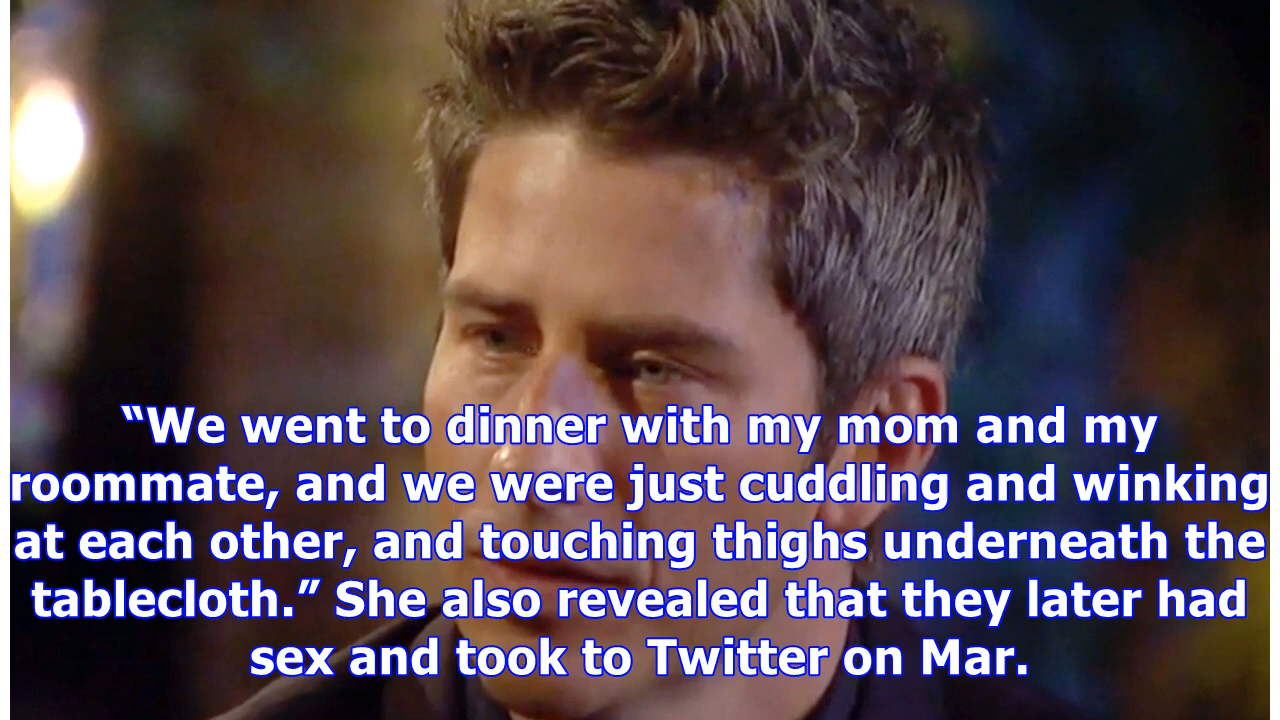 “We went to dinner with my mom and my
roommate, and we were just cuddling and winking
at each other, and touching thighs underneath the
tablecloth.” She also revealed that they later had
sex and took to Twitter on Mar.